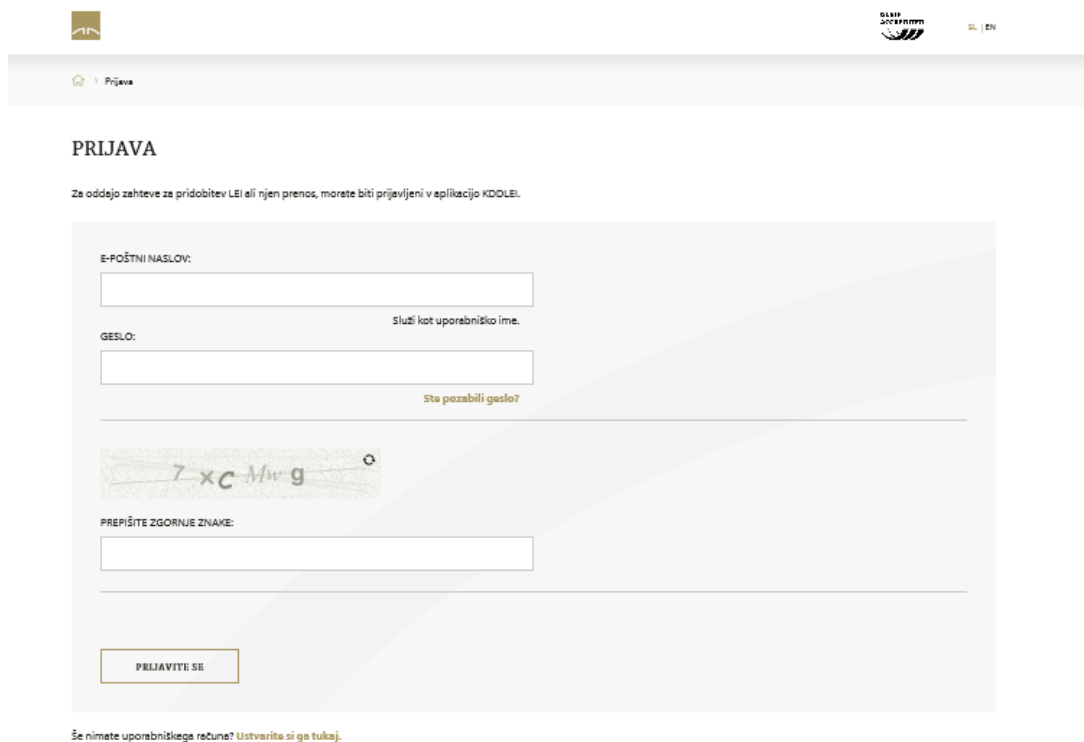 SL | EN
Prijava
PRIJAVA
Za oddajo zahteve za pridobitev LEI ali njen prenos, morate biti prijavljeni v aplikacijo KDDLEI.
E-POŠTNI NASLOV:
Služi kot uporabniško ime.
GESLO:
Ste pozabili geslo?
7 x C M w g
PREPIŠITE ZGORNJE ZNAKE:
PRIJAVITE SE
Še nimate uporabniškega računa? Ustvarite si ga tukaj.